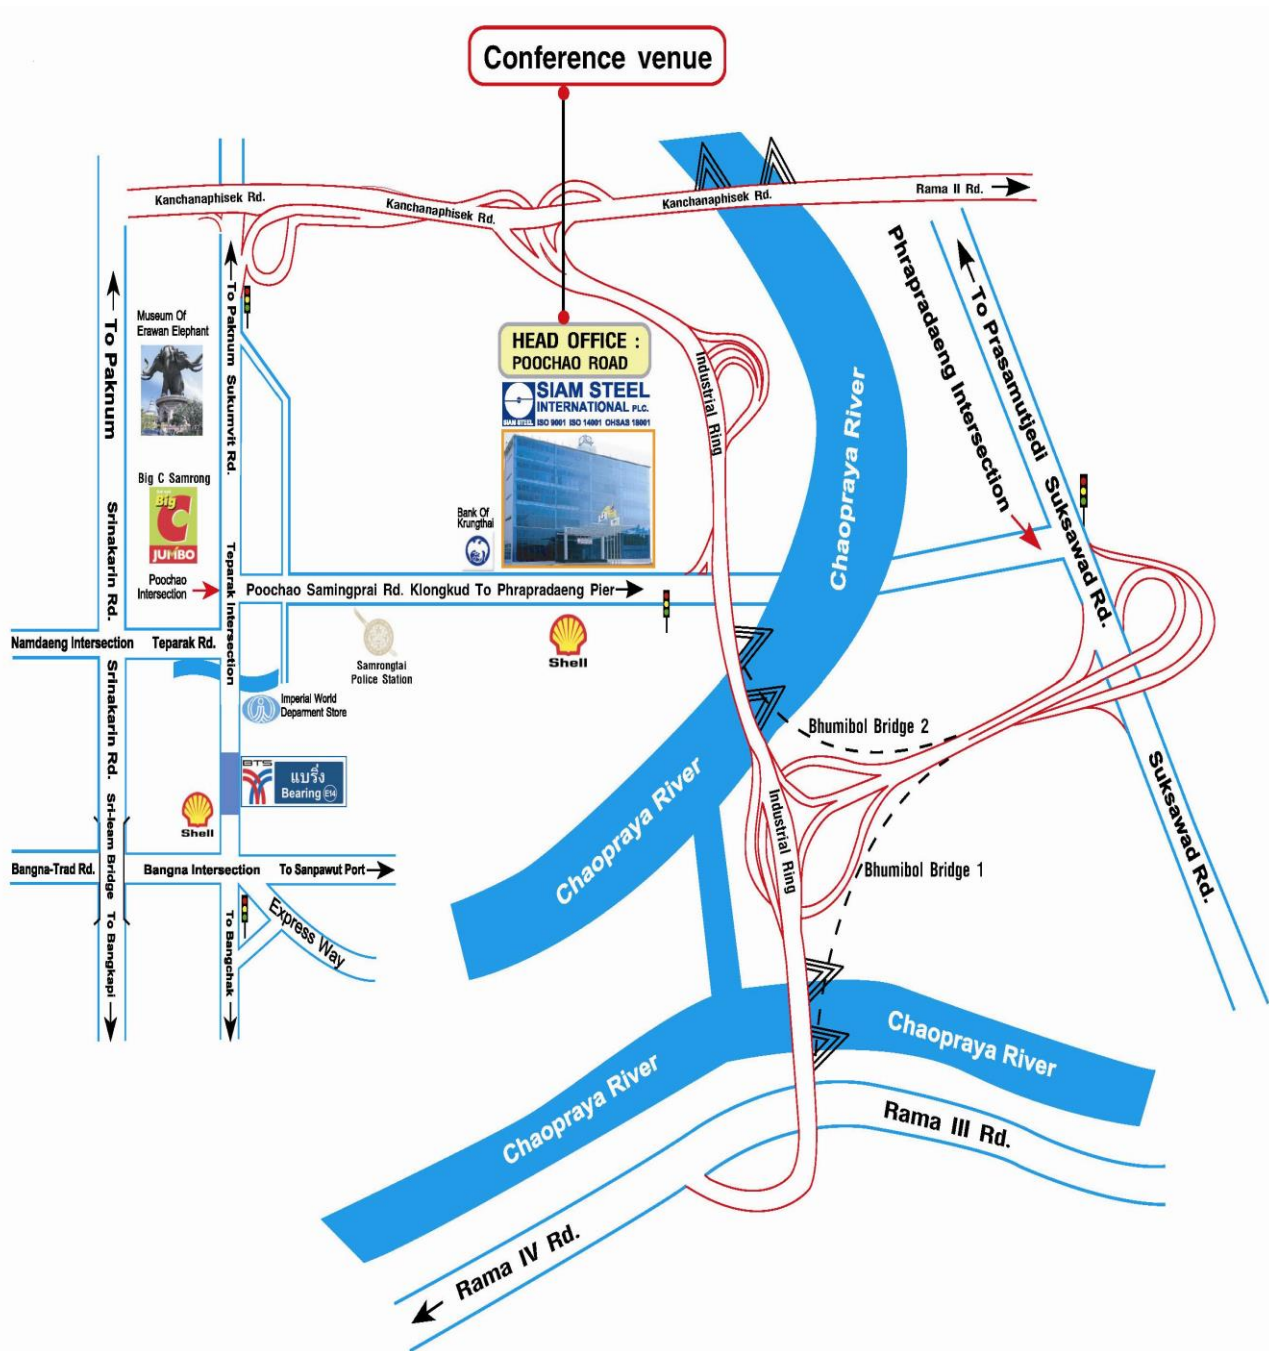 Conference venue
Kanchanaphisek Rd.
Kanchanaphisek Rd.
Kanchanaphisek Rd.
Rama II Rd.
To Paknum
Srinakarin Rd.
To Paknum Sukumvit Rd.
Museum Of
Erawan Elephant
HEAD OFFICE :
POOCHAO ROAD
SIAM STEEL
INTERNATIONAL PLC.
SIAM STEEL
ISO 9001 ISO 14001 OHSAS 18001
Industrial Ring
Chaopraya River
Chaopraya River
Phrapradaeng Intersection
To Prasamutjedi
Suksawad Rd.
Big C Samrong
Big
C
JUMBO
Bank Of
Krungthai
Poochao
Intersection
Teparak Intersection
Poochao Samingprai Rd. Klongkud To Phrapradaeng Pier
Namdaeng Intersection
Teparak Rd.
Samrongtai
Police Station
Shell
Imperial World
Deparment Store
Srinakarin Rd.
BTS
แบริ่ง
Bearing E14
Shell
Bhumibol Bridge 2
Chaopraya River
Industrial Ring
Suksawad Rd.
Sri-Ieam Bridge
Bangna-Trad Rd.
Bangna Intersection
To Sanpawut Port
Bhumibol Bridge 1
To Bangkapi
To Bangchak
Express Way
Chaopraya River
Chaopraya River
Rama III Rd.
Rama IV Rd.